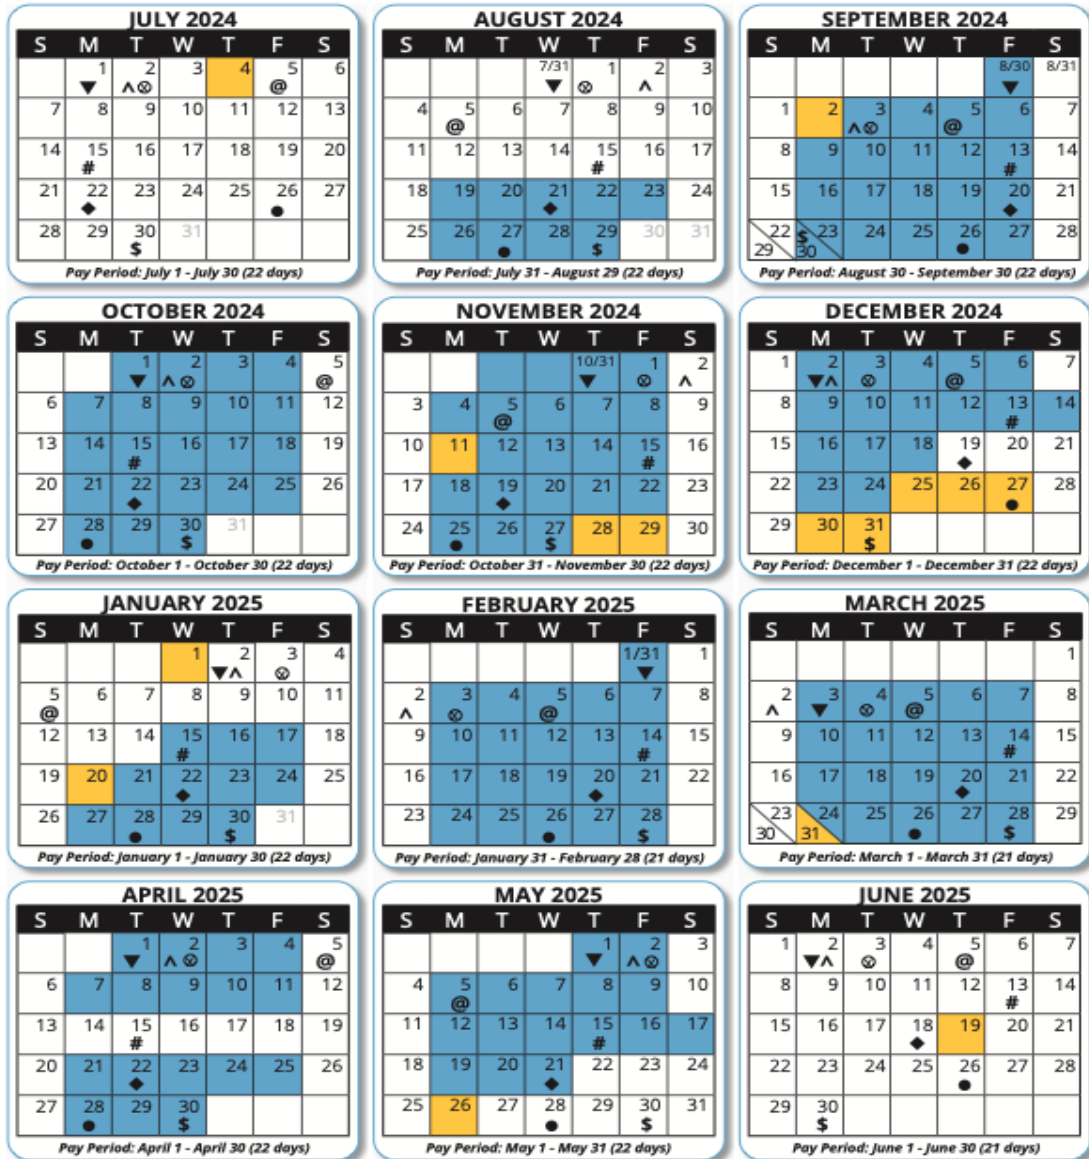 JULY 2024
S M T W T F S
1 2 3 4 5 6
▼ ^ ⊗ @
7 8 9 10 11 12 13
14 15 16 17 18 19 20
#
21 22 23 24 25 26 27
◆ ●
28 29 30 31
$
Pay Period: July 1 - July 30 (22 days)
AUGUST 2024
S M T W T F S
7/31 1 2 3
▼ ⊗ ^
4 5 6 7 8 9 10
@
11 12 13 14 15 16 17
#
18 19 20 21 22 23 24
◆
25 26 27 28 29 30 31
● $
Pay Period: July 31 - August 29 (22 days)
SEPTEMBER 2024
S M T W T F S
8/30 8/31
▼
1 2 3 4 5 6 7
^ ⊗ @
8 9 10 11 12 13 14
#
15 16 17 18 19 20 21
◆
22 23 24 25 26 27 28
29 $ 30 ●
Pay Period: August 30 - September 30 (22 days)
OCTOBER 2024
S M T W T F S
1 2 3 4 5
▼ ^ ⊗ @
6 7 8 9 10 11 12
13 14 15 16 17 18 19
#
20 21 22 23 24 25 26
◆
27 28 29 30 31
● $
Pay Period: October 1 - October 30 (22 days)
NOVEMBER 2024
S M T W T F S
10/31 1 2
▼ ⊗ ^
3 4 5 6 7 8 9
@
10 11 12 13 14 15 16
#
17 18 19 20 21 22 23
◆
24 25 26 27 28 29 30
● $
Pay Period: October 31 - November 30 (22 days)
DECEMBER 2024
S M T W T F S
1 2 3 4 5 6 7
▼ ^ ⊗ @
8 9 10 11 12 13 14
#
15 16 17 18 19 20 21
◆
22 23 24 25 26 27 28
●
29 30 31
$
Pay Period: December 1 - December 31 (22 days)
JANUARY 2025
S M T W T F S
1 2 3 4
▼ ^ ⊗
5 6 7 8 9 10 11
@
12 13 14 15 16 17 18
#
19 20 21 22 23 24 25
◆
26 27 28 29 30 31
● $
Pay Period: January 1 - January 30 (22 days)
FEBRUARY 2025
S M T W T F S
1/31 1
▼
2 3 4 5 6 7 8
^ ⊗ @
9 10 11 12 13 14 15
#
16 17 18 19 20 21 22
◆
23 24 25 26 27 28
● $
Pay Period: January 31 - February 28 (21 days)
MARCH 2025
S M T W T F S
1
2 3 4 5 6 7 8
^ ▼ ⊗ @
9 10 11 12 13 14 15
#
16 17 18 19 20 21 22
◆
23 24 25 26 27 28 29
30 31 ● $
Pay Period: March 1 - March 31 (21 days)
APRIL 2025
S M T W T F S
1 2 3 4 5
▼ ^ ⊗ @
6 7 8 9 10 11 12
13 14 15 16 17 18 19
#
20 21 22 23 24 25 26
◆
27 28 29 30
● $
Pay Period: April 1 - April 30 (22 days)
MAY 2025
S M T W T F S
1 2 3
▼ ^ ⊗
4 5 6 7 8 9 10
@
11 12 13 14 15 16 17
#
18 19 20 21 22 23 24
◆
25 26 27 28 29 30 31
● $
Pay Period: May 1 - May 31 (22 days)
JUNE 2025
S M T W T F S
1 2 3 4 5 6 7
▼ ^ ⊗ @
8 9 10 11 12 13 14
#
15 16 17 18 19 20 21
◆
22 23 24 25 26 27 28
●
29 30
$
Pay Period: June 1 - June 30 (21 days)